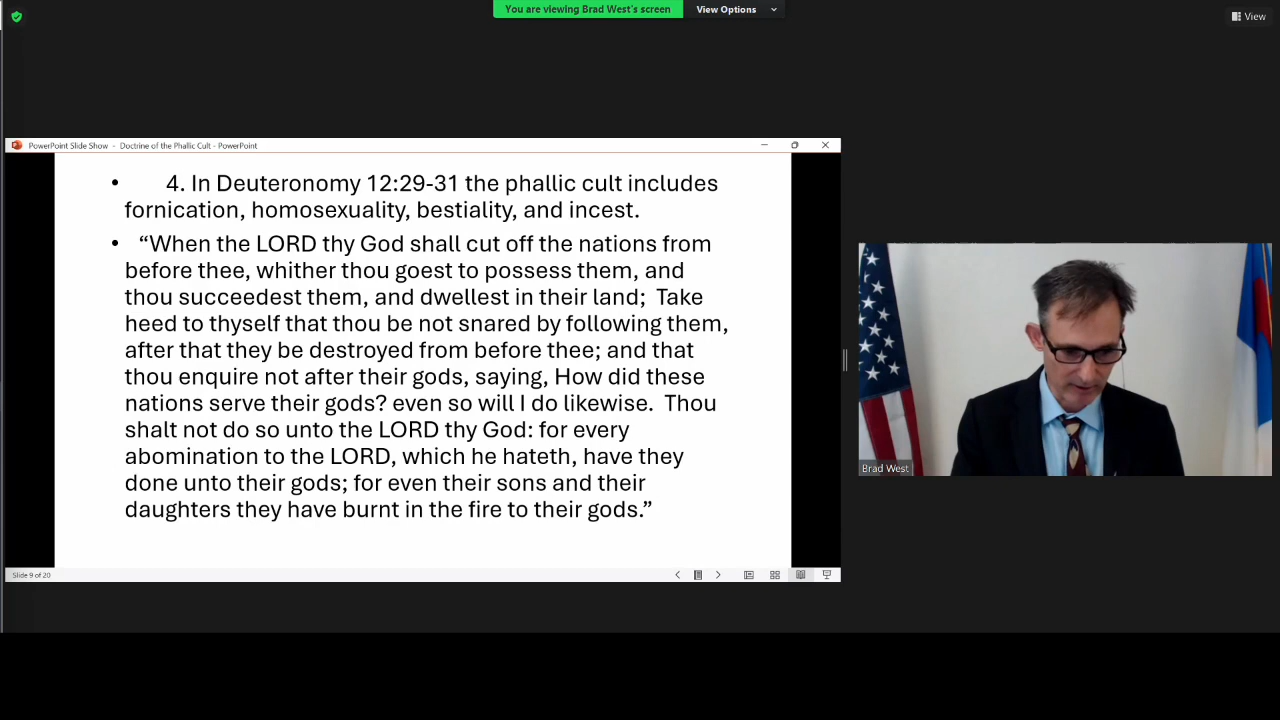 You are viewing Brad West's screen
View Options
View
PowerPoint Slide Show - Doctrine of the Phallic Cult - PowerPoint
• 4. In Deuteronomy 12:29-31 the phallic cult includes
fornication, homosexuality, bestiality, and incest.
• “When the LORD thy God shall cut off the nations from
before thee, whither thou goest to possess them, and
thou succeedest them, and dwellest in their land; Take
heed to thyself that thou be not snared by following them,
after that they be destroyed from before thee; and that
thou enquire not after their gods, saying, How did these
nations serve their gods? even so will I do likewise. Thou
shalt not do so unto the LORD thy God: for every
abomination to the LORD, which he hateth, have they
done unto their gods; for even their sons and their
daughters they have burnt in the fire to their gods.”
Brad West
Slide 9 of 20